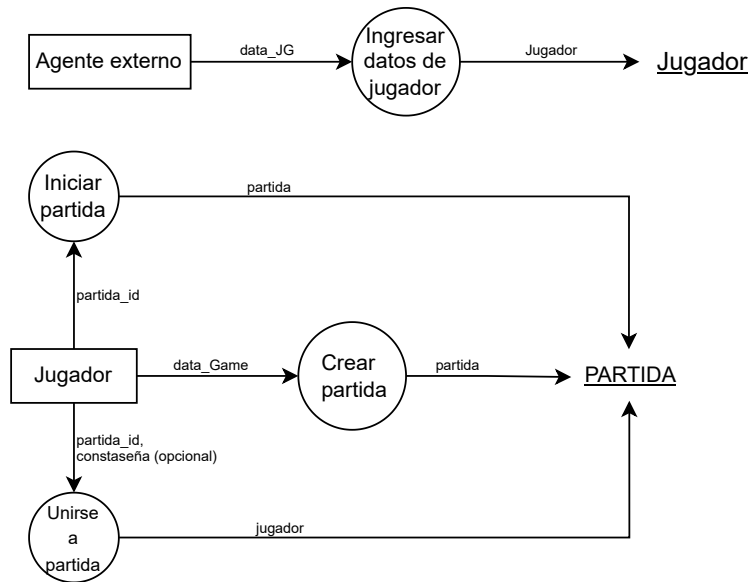 Agente externo
data_JG
Ingresar
datos de
jugador
Jugador
Jugador
Iniciar
partida
partida
partida_id
Jugador
data_Game
Crear
partida
partida
PARTIDA
partida_id,
constaseña (opcional)
Unirse
a
partida
jugador